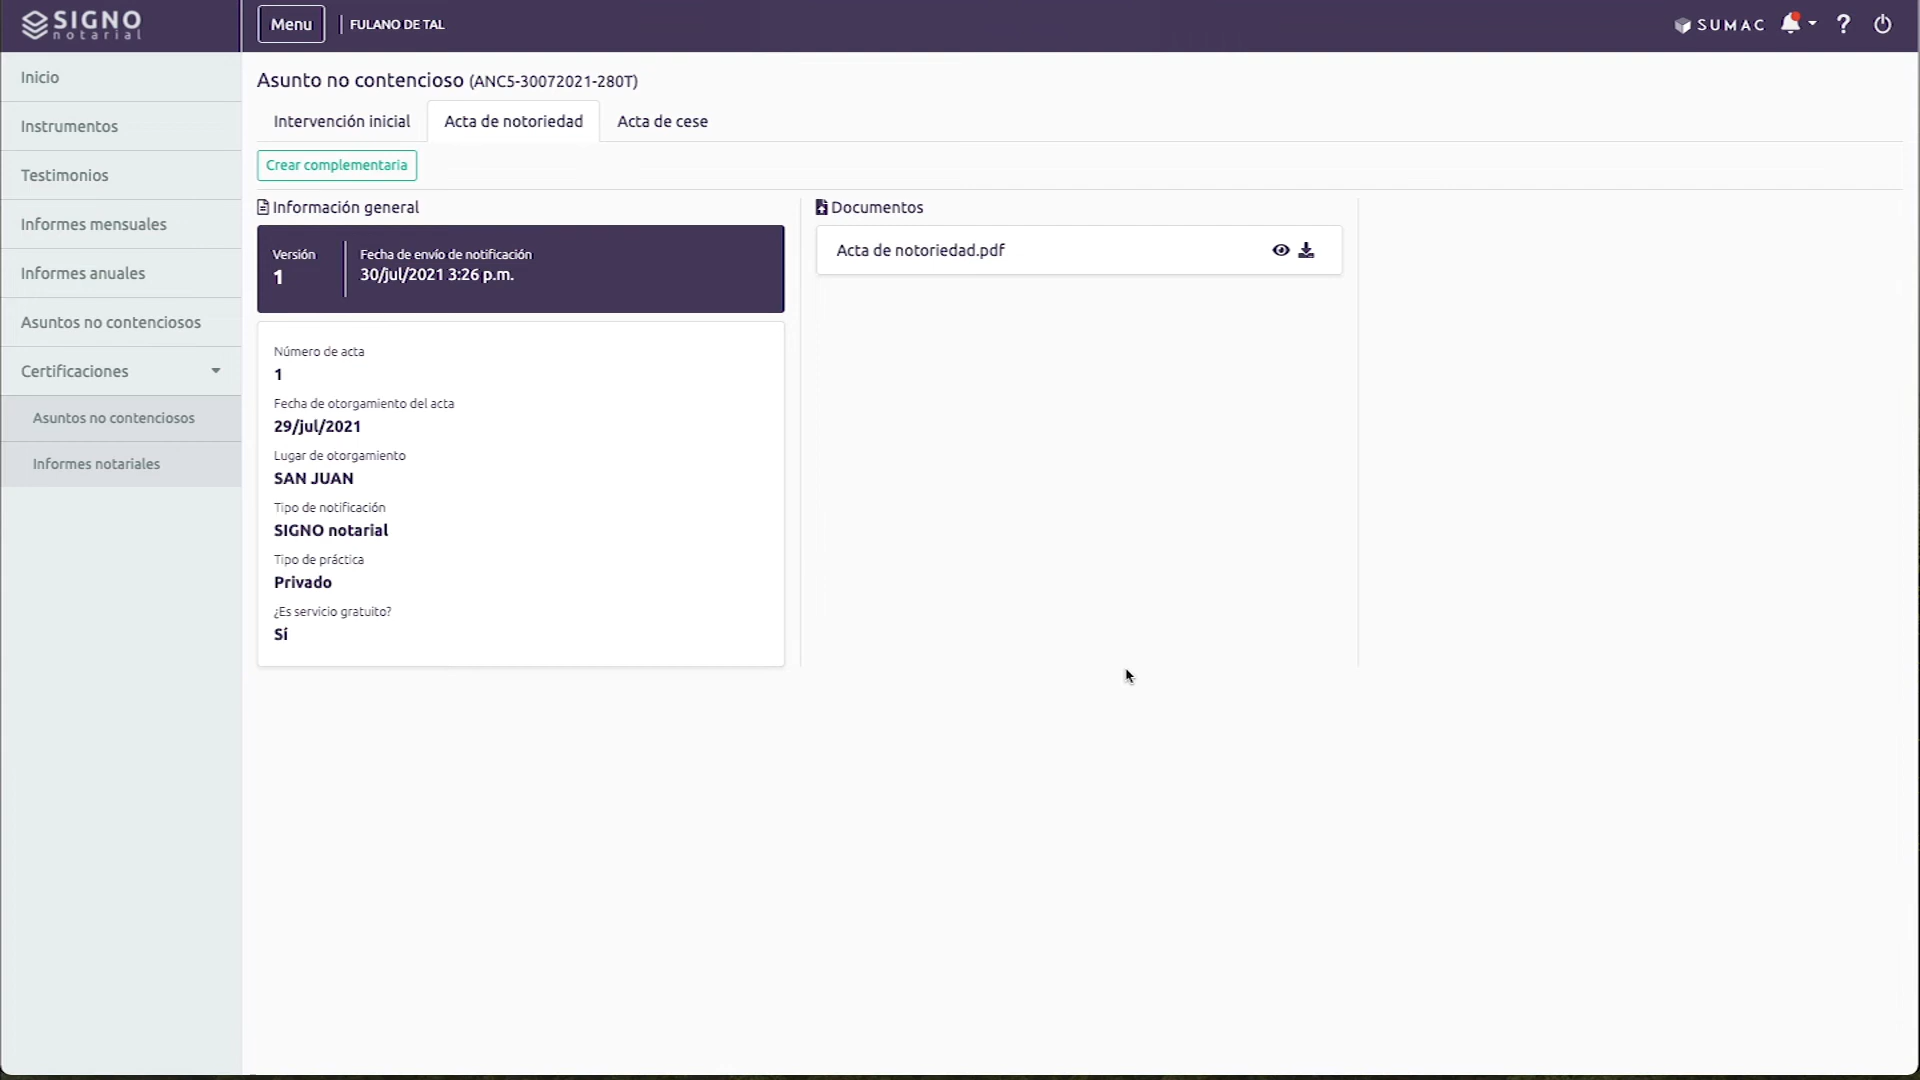 SIGNO
notarial
Menu
FULANO DE TAL
SUMAC
?
Inicio
Instrumentos
Testimonios
Informes mensuales
Informes anuales
Asuntos no contenciosos
Certificaciones
Asuntos no contenciosos
Informes notariales
Asunto no contencioso (ANC5-30072021-280T)
Intervención inicial
Acta de notoriedad
Acta de cese
Crear complementaria
Información general
Versión
1
Fecha de envío de notificación
30/jul/2021 3:26 p.m.
Número de acta
1
Fecha de otorgamiento del acta
29/jul/2021
Lugar de otorgamiento
SAN JUAN
Tipo de notificación
SIGNO notarial
Tipo de práctica
Privado
¿Es servicio gratuito?
Sí
Documentos
Acta de notoriedad.pdf